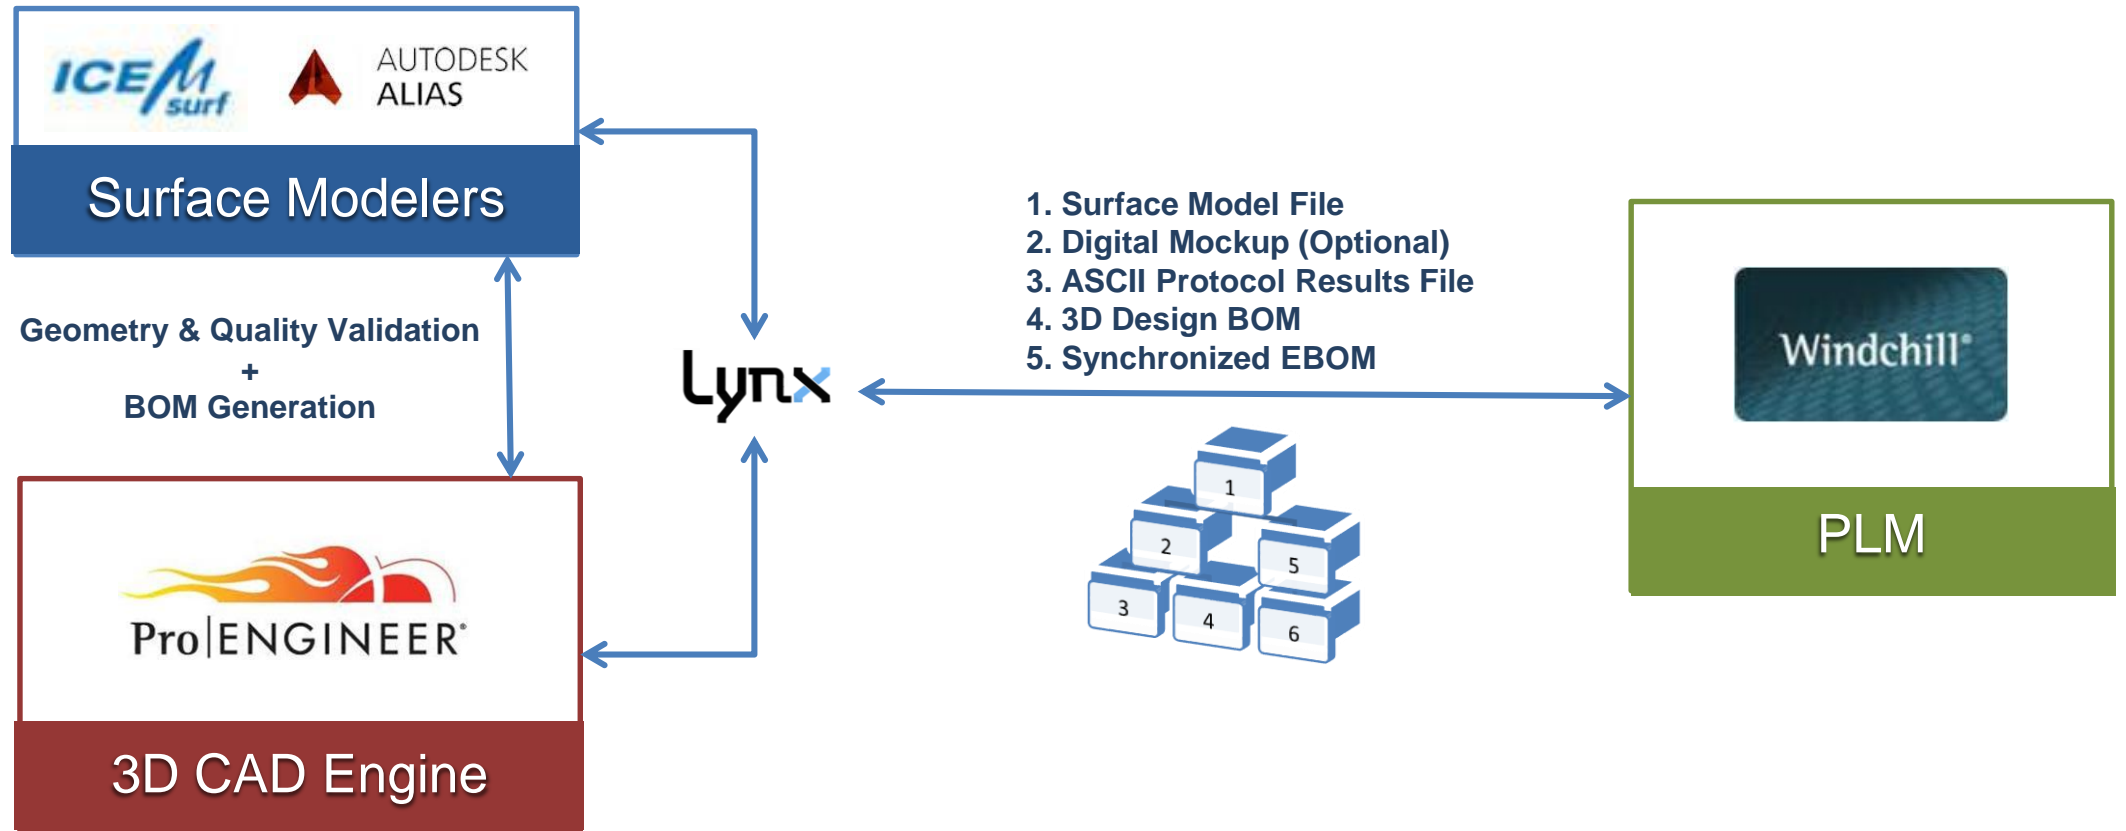 ICEM
surf
AUTODESK
ALIAS
Surface Modelers
Geometry & Quality Validation
+
BOM Generation
Pro|ENGINEER®
3D CAD Engine
Lynx
1. Surface Model File
2. Digital Mockup (Optional)
3. ASCII Protocol Results File
4. 3D Design BOM
5. Synchronized EBOM
1
2
5
3
4
6
Windchill®
PLM